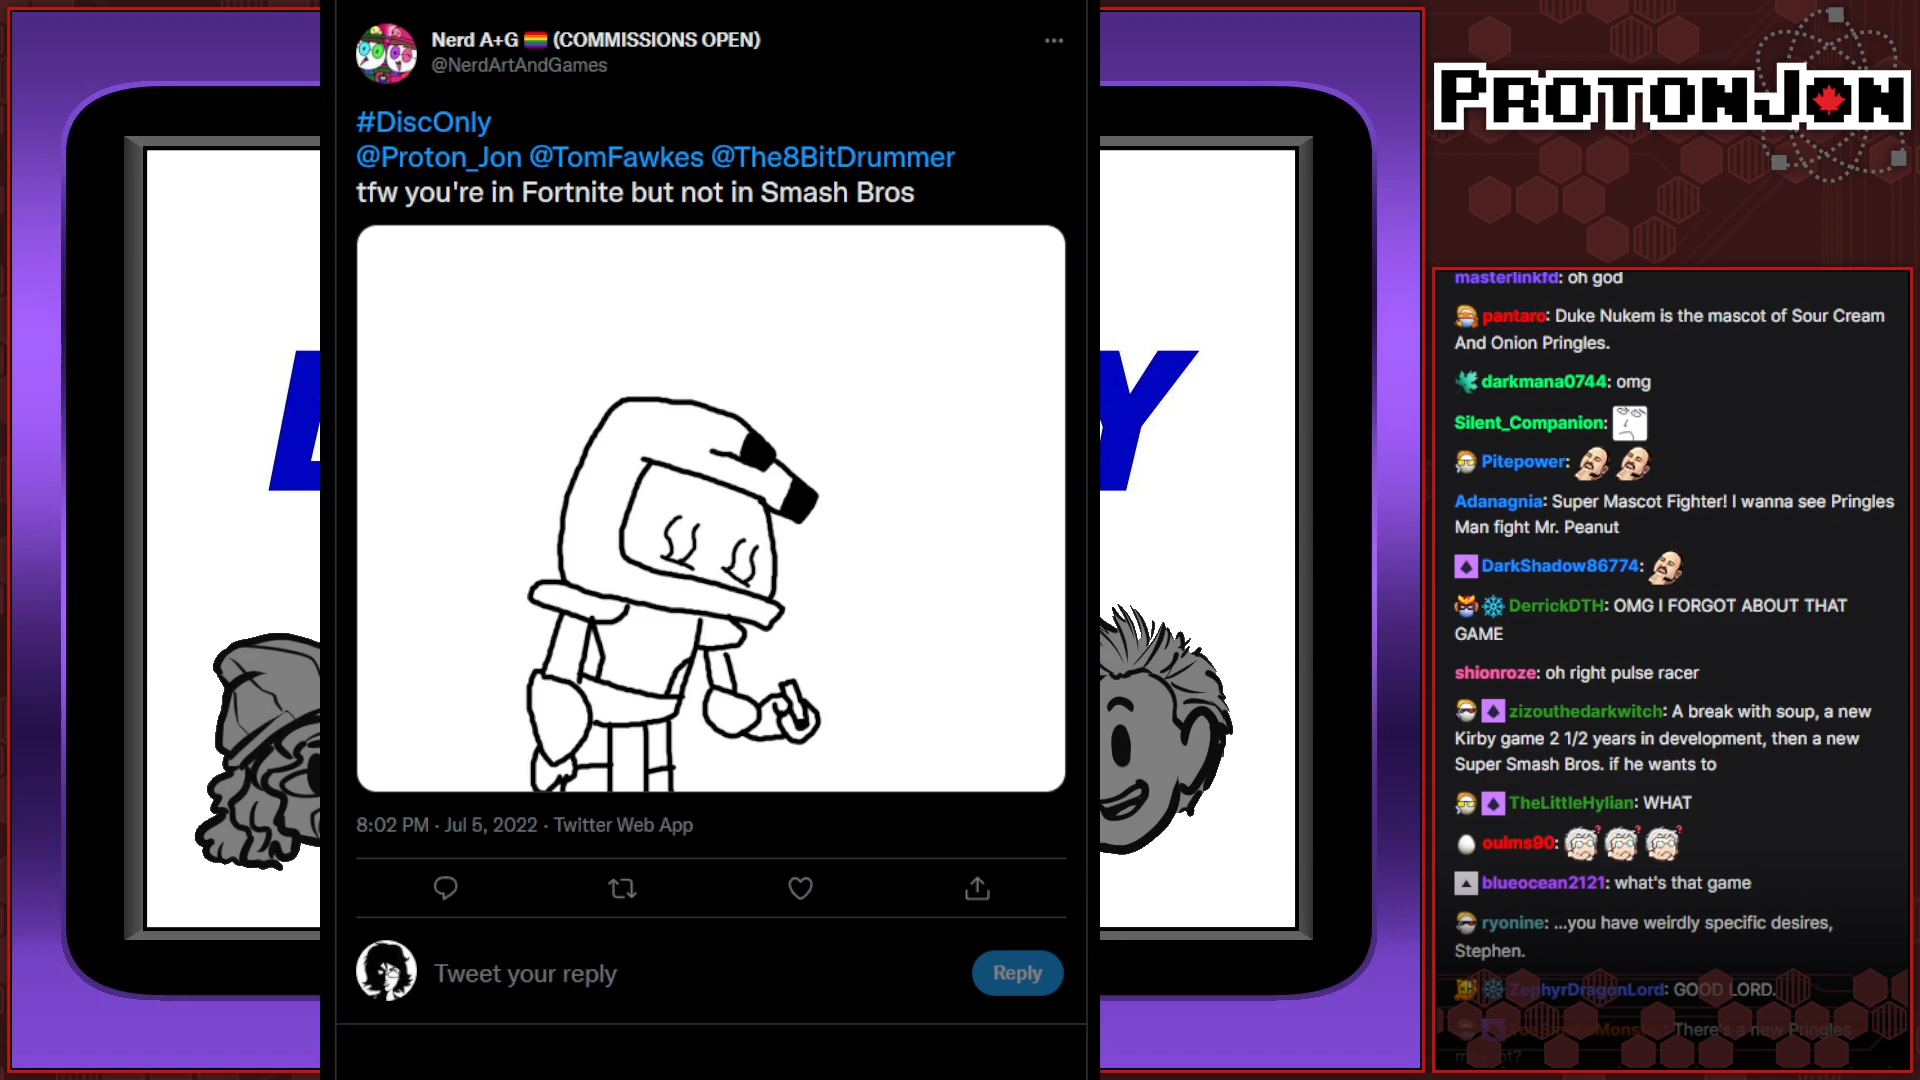 Nerd A+G 🏳️‍🌈 (COMMISSIONS OPEN)
@NerdArtAndGames
#DiscOnly
@Proton_Jon @TomFawkes @The8BitDrummer
tfw you're in Fortnite but not in Smash Bros
8:02 PM · Jul 5, 2022 · Twitter Web App
Tweet your reply
Reply
Y
PROTONJON
masterlinkfd: oh god
pantaro: Duke Nukem is the mascot of Sour Cream
And Onion Pringles.
darkmana0744: omg
Silent_Companion:
Pitepower:
Adanagnia: Super Mascot Fighter! I wanna see Pringles
Man fight Mr. Peanut
DarkShadow86774:
DerrickDTH: OMG I FORGOT ABOUT THAT
GAME
shionroze: oh right pulse racer
zizouthedarkwitch: A break with soup, a new
Kirby game 2 1/2 years in development, then a new
Super Smash Bros. if he wants to
TheLittleHylian: WHAT
oulms90:
blueocean2121: what's that game
ryonine: ...you have weirdly specific desires,
Stephen.
ZephyrDragonLord: GOOD LORD.
There's a new Pringles
mascot?